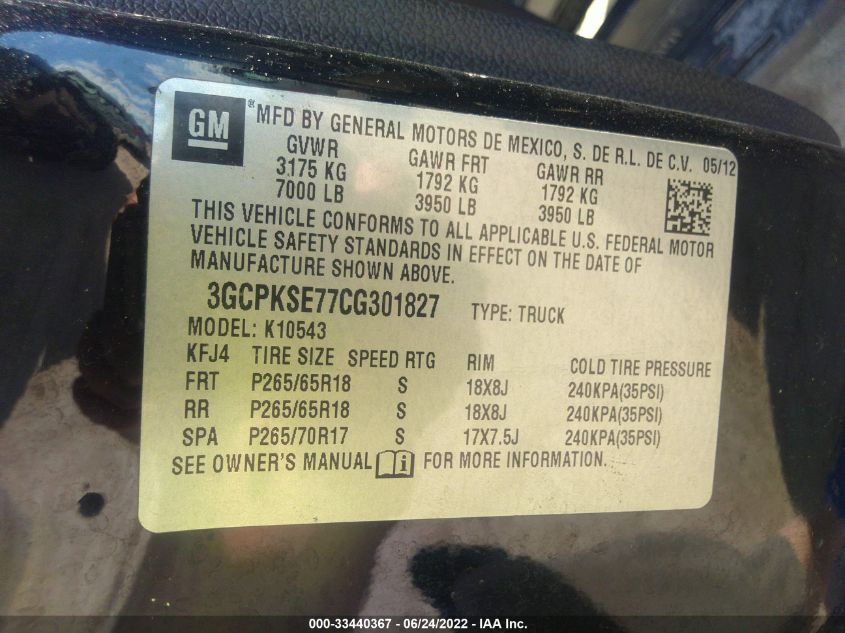 GM ® MFD BY GENERAL MOTORS DE MEXICO, S. DE R.L. DE C.V. 05/12
GVWR GAWR FRT GAWR RR
3175 KG 1792 KG 1792 KG
7000 LB 3950 LB 3950 LB
THIS VEHICLE CONFORMS TO ALL APPLICABLE U.S. FEDERAL MOTOR
VEHICLE SAFETY STANDARDS IN EFFECT ON THE DATE OF
MANUFACTURE SHOWN ABOVE.
3GCPKSE77CG301827 TYPE: TRUCK
MODEL: K10543
KFJ4 TIRE SIZE SPEED RTG RIM COLD TIRE PRESSURE
FRT P265/65R18 S 18X8J 240KPA(35PSI)
RR P265/65R18 S 18X8J 240KPA(35PSI)
SPA P265/70R17 S 17X7.5J 240KPA(35PSI)
SEE OWNER'S MANUAL i FOR MORE INFORMATION.
000-33440367 - 06/24/2022 - IAA Inc.